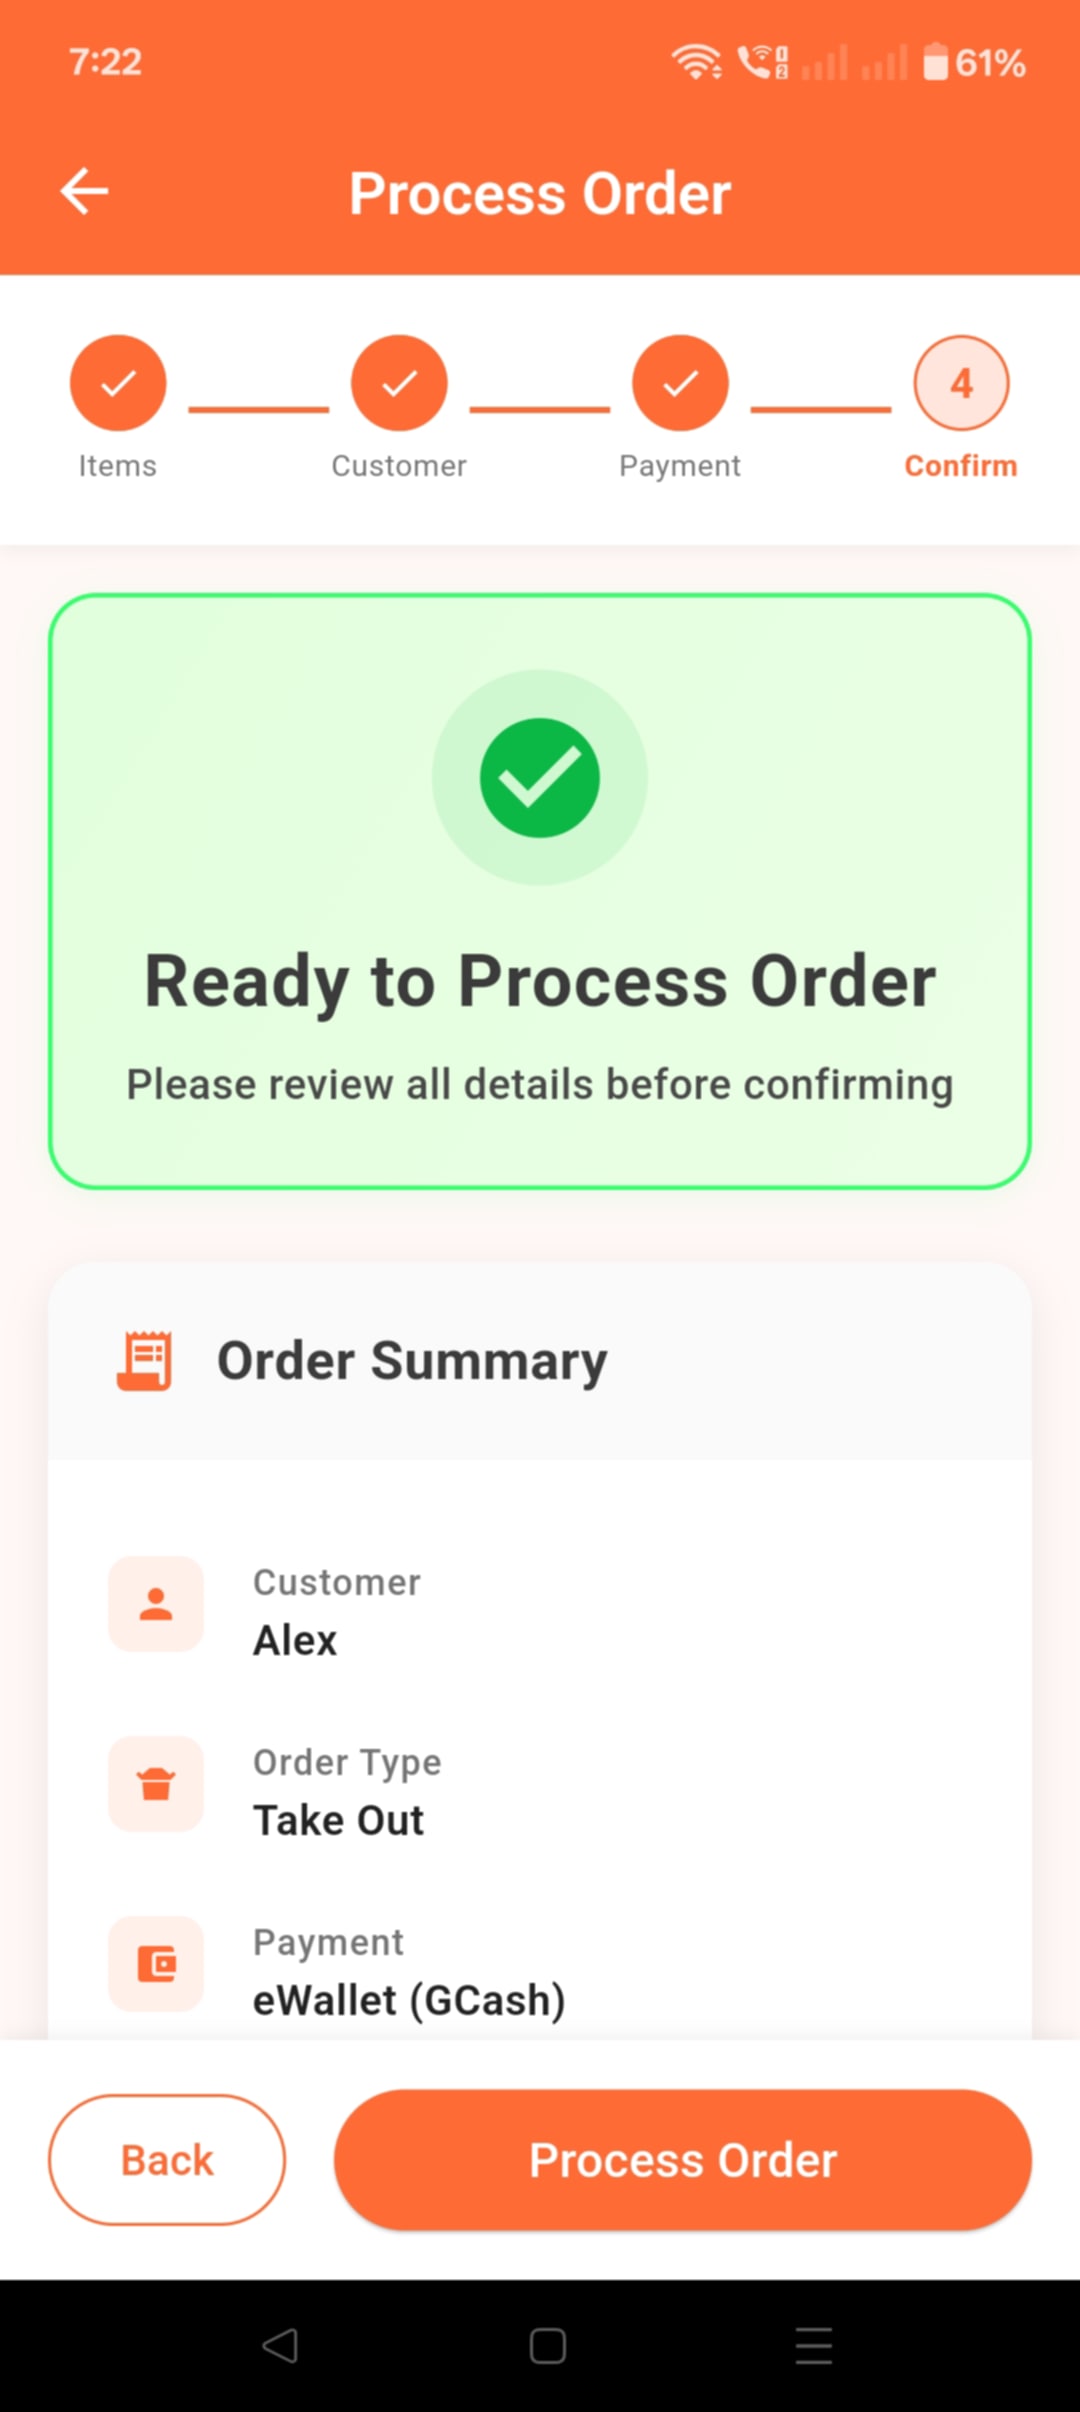 7:22
61%
Process Order
4
Items
Customer
Payment
Confirm
Ready to Process Order
Please review all details before confirming
Order Summary
Customer
Alex
Order Type
Take Out
Payment
eWallet (GCash)
Back
Process Order